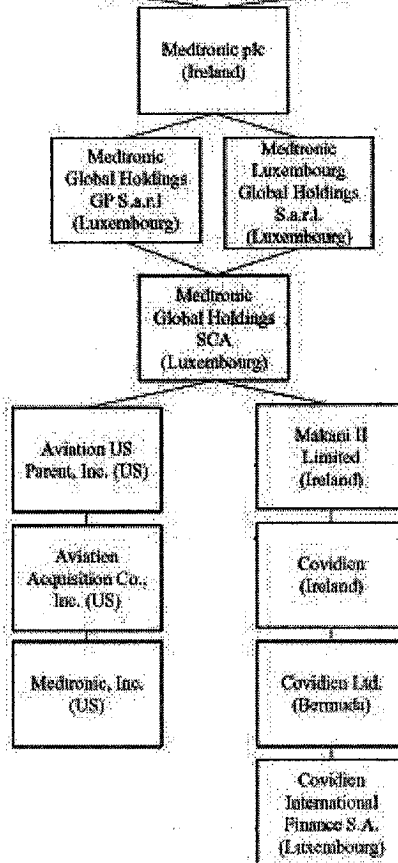 Medtronic plc
(Ireland)
Medtronic
Global Holdings
GP S.a.r.l
(Luxembourg)
Medtronic
Luxembourg
Global Holdings
S.a.r.l.
(Luxembourg)
Medtronic
Global Holdings
SCA
(Luxembourg)
Aviation US
Parent, Inc. (US)
Makani II
Limited
(Ireland)
Aviation
Acquisition Co.,
Inc. (US)
Covidien
(Ireland)
Medtronic, Inc.
(US)
Covidien Ltd.
(Bermuda)
Covidien
International
Finance S.A.
(Luxembourg)